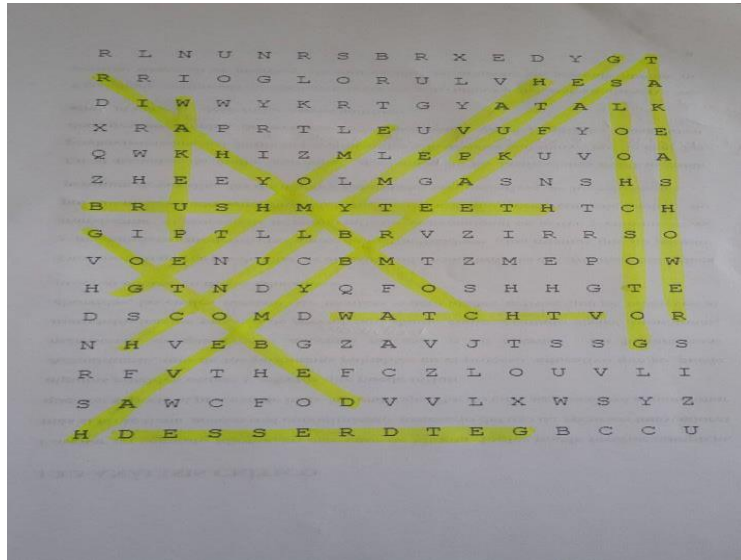 R L N U N R S B R X E D Y G T
R R I O G L O R U L V H E S A
D I W W Y K R T G Y A T A L K
X R A P R T L E U V U F Y O E
Q W K H I Z M L E P K U V O A
Z H E E Y O L M G A S N S H S
B R U S H M Y T E E T H T C H
G I P T L L B R V Z I R R S O
V O E N U C B M T Z M E P O W
H G T N D Y Q F O S H H G T E
D S C O M D W A T C H T V O R
N H V E B G Z A V J T S S G S
R F V T H E F C Z L O U V L I
S A W C F O D V V L X W S Y Z
H D E S S E R D T E G B C C U